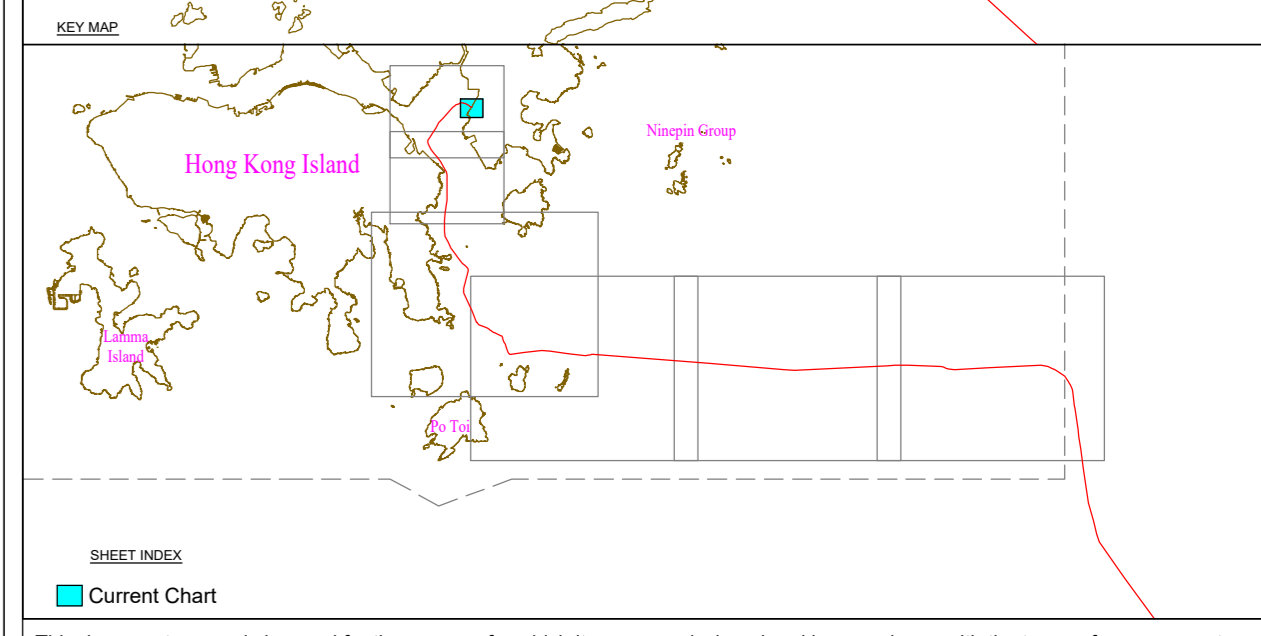 KEY MAP
Ninepin Group
Hong Kong Island
Lamma
Island
Po Toi
SHEET INDEX
Current Chart